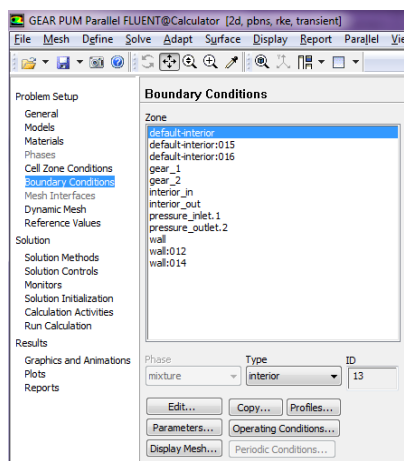 GEAR PUM Parallel FLUENT@Calculator [2d, pbns, rke, transient]
File Mesh Define Solve Adapt Surface Display Report Parallel
Problem Setup
General
Models
Materials
Phases
Cell Zone Conditions
Boundary Conditions
Mesh Interfaces
Dynamic Mesh
Reference Values
Solution
Solution Methods
Solution Controls
Monitors
Solution Initialization
Calculation Activities
Run Calculation
Results
Graphics and Animations
Plots
Reports
Boundary Conditions
Zone
default-interior
default-interior:015
default-interior:016
gear_1
gear_2
interior_in
interior_out
pressure_inlet.1
pressure_outlet.2
wall
wall:012
wall:014
Phase Type ID
mixture interior 13
Edit... Copy... Profiles...
Parameters... Operating Conditions...
Display Mesh... Periodic Conditions...